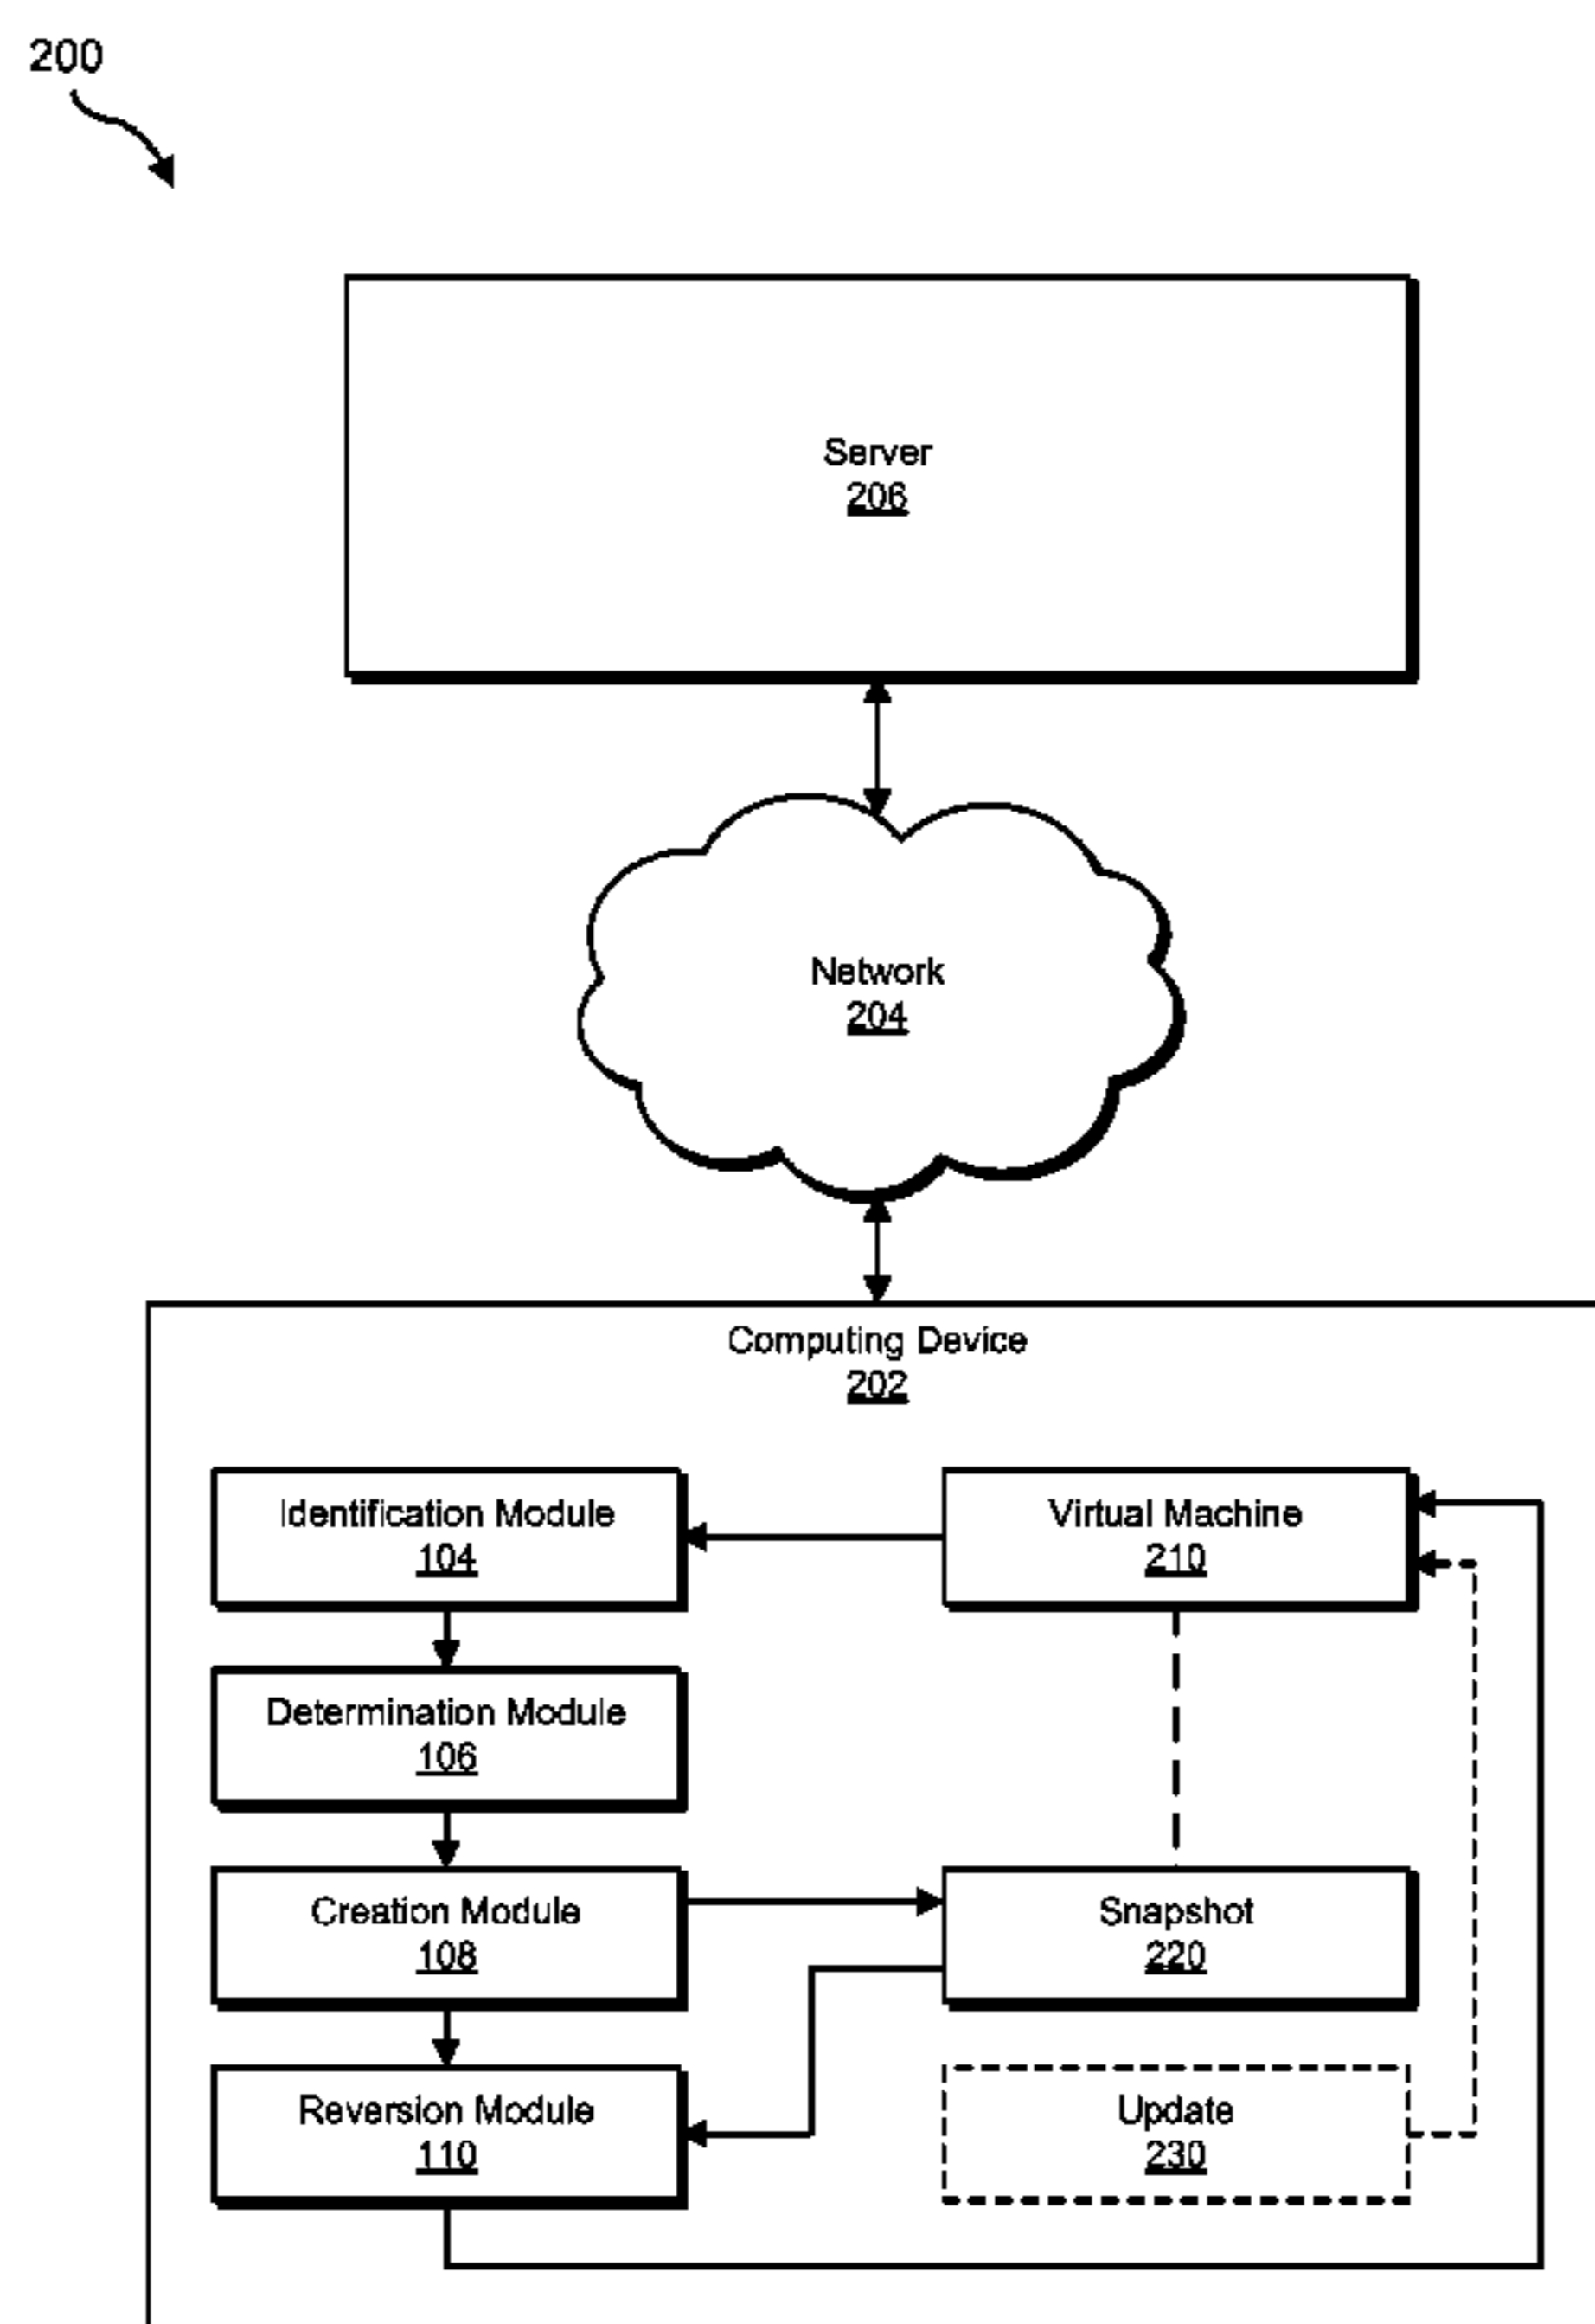 200
Server
206
Network
204
Computing Device
202
Identification Module
104
Virtual Machine
210
Determination Module
106
Creation Module
108
Snapshot
220
Reversion Module
110
Update
230